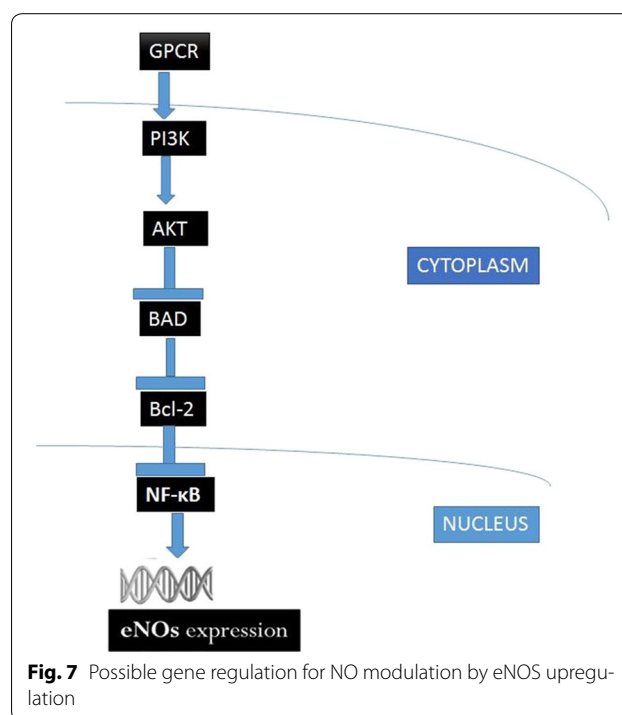 GPCR
PI3K
AKT
CYTOPLASM
BAD
Bcl-2
NF-κB
NUCLEUS
eNOs expression
Fig. 7 Possible gene regulation for NO modulation by eNOS upregu-
lation